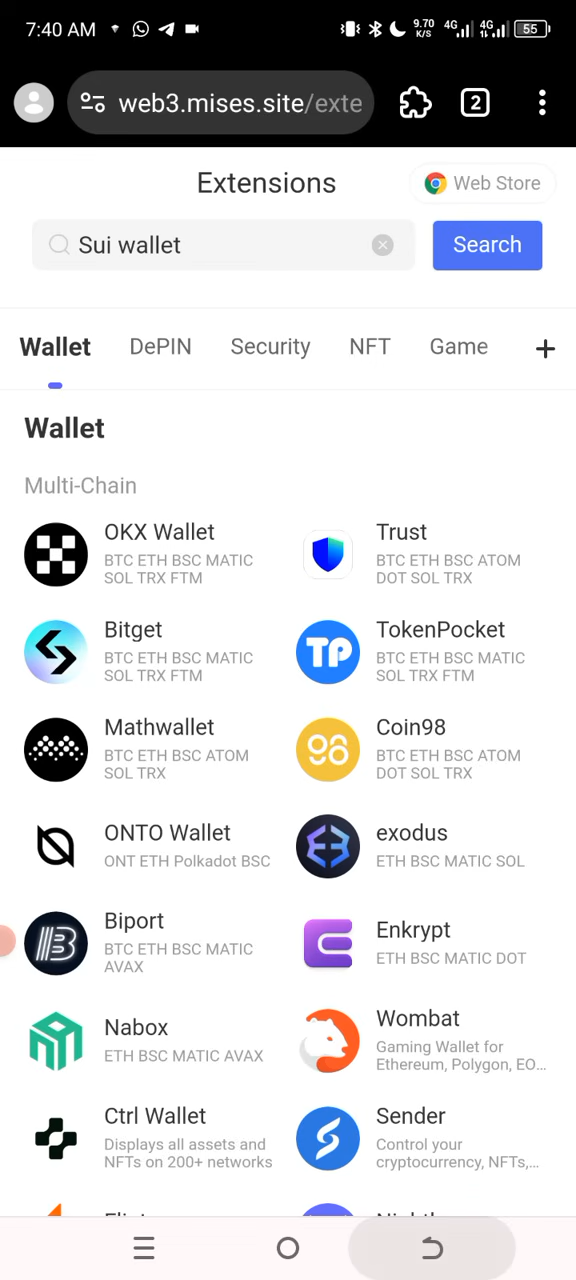 7:40 AM
9.70
K/S
4G
4G
55
web3.mises.site/exte
2
Extensions
Web Store
Sui wallet
Search
Wallet
DePIN
Security
NFT
Game
+
Wallet
Multi-Chain
OKX Wallet
BTC ETH BSC MATIC
SOL TRX FTM
Trust
BTC ETH BSC ATOM
DOT SOL TRX
Bitget
BTC ETH BSC MATIC
SOL TRX FTM
TP
TokenPocket
BTC ETH BSC MATIC
SOL TRX FTM
Mathwallet
BTC ETH BSC ATOM
SOL TRX
98
Coin98
BTC ETH BSC ATOM
DOT SOL TRX
ONTO Wallet
ONT ETH Polkadot BSC
exodus
ETH BSC MATIC SOL
B
Biport
BTC ETH BSC MATIC
AVAX
Enkrypt
ETH BSC MATIC DOT
Nabox
ETH BSC MATIC AVAX
Wombat
Gaming Wallet for
Ethereum, Polygon, EO...
Ctrl Wallet
Displays all assets and
NFTs on 200+ networks
Sender
Control your
cryptocurrency, NFTs,...